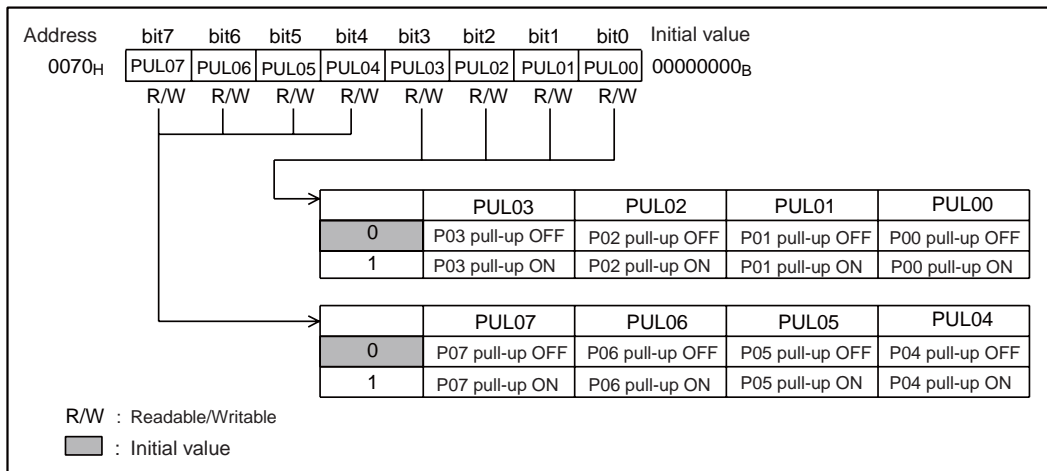 Address bit7 bit6 bit5 bit4 bit3 bit2 bit1 bit0 Initial value
0070H PUL07 PUL06 PUL05 PUL04 PUL03 PUL02 PUL01 PUL00 00000000B
R/W R/W R/W R/W R/W R/W R/W R/W
PUL03 PUL02 PUL01 PUL00
0 P03 pull-up OFF P02 pull-up OFF P01 pull-up OFF P00 pull-up OFF
1 P03 pull-up ON P02 pull-up ON P01 pull-up ON P00 pull-up ON
PUL07 PUL06 PUL05 PUL04
0 P07 pull-up OFF P06 pull-up OFF P05 pull-up OFF P04 pull-up OFF
1 P07 pull-up ON P06 pull-up ON P05 pull-up ON P04 pull-up ON
R/W : Readable/Writable
: Initial value